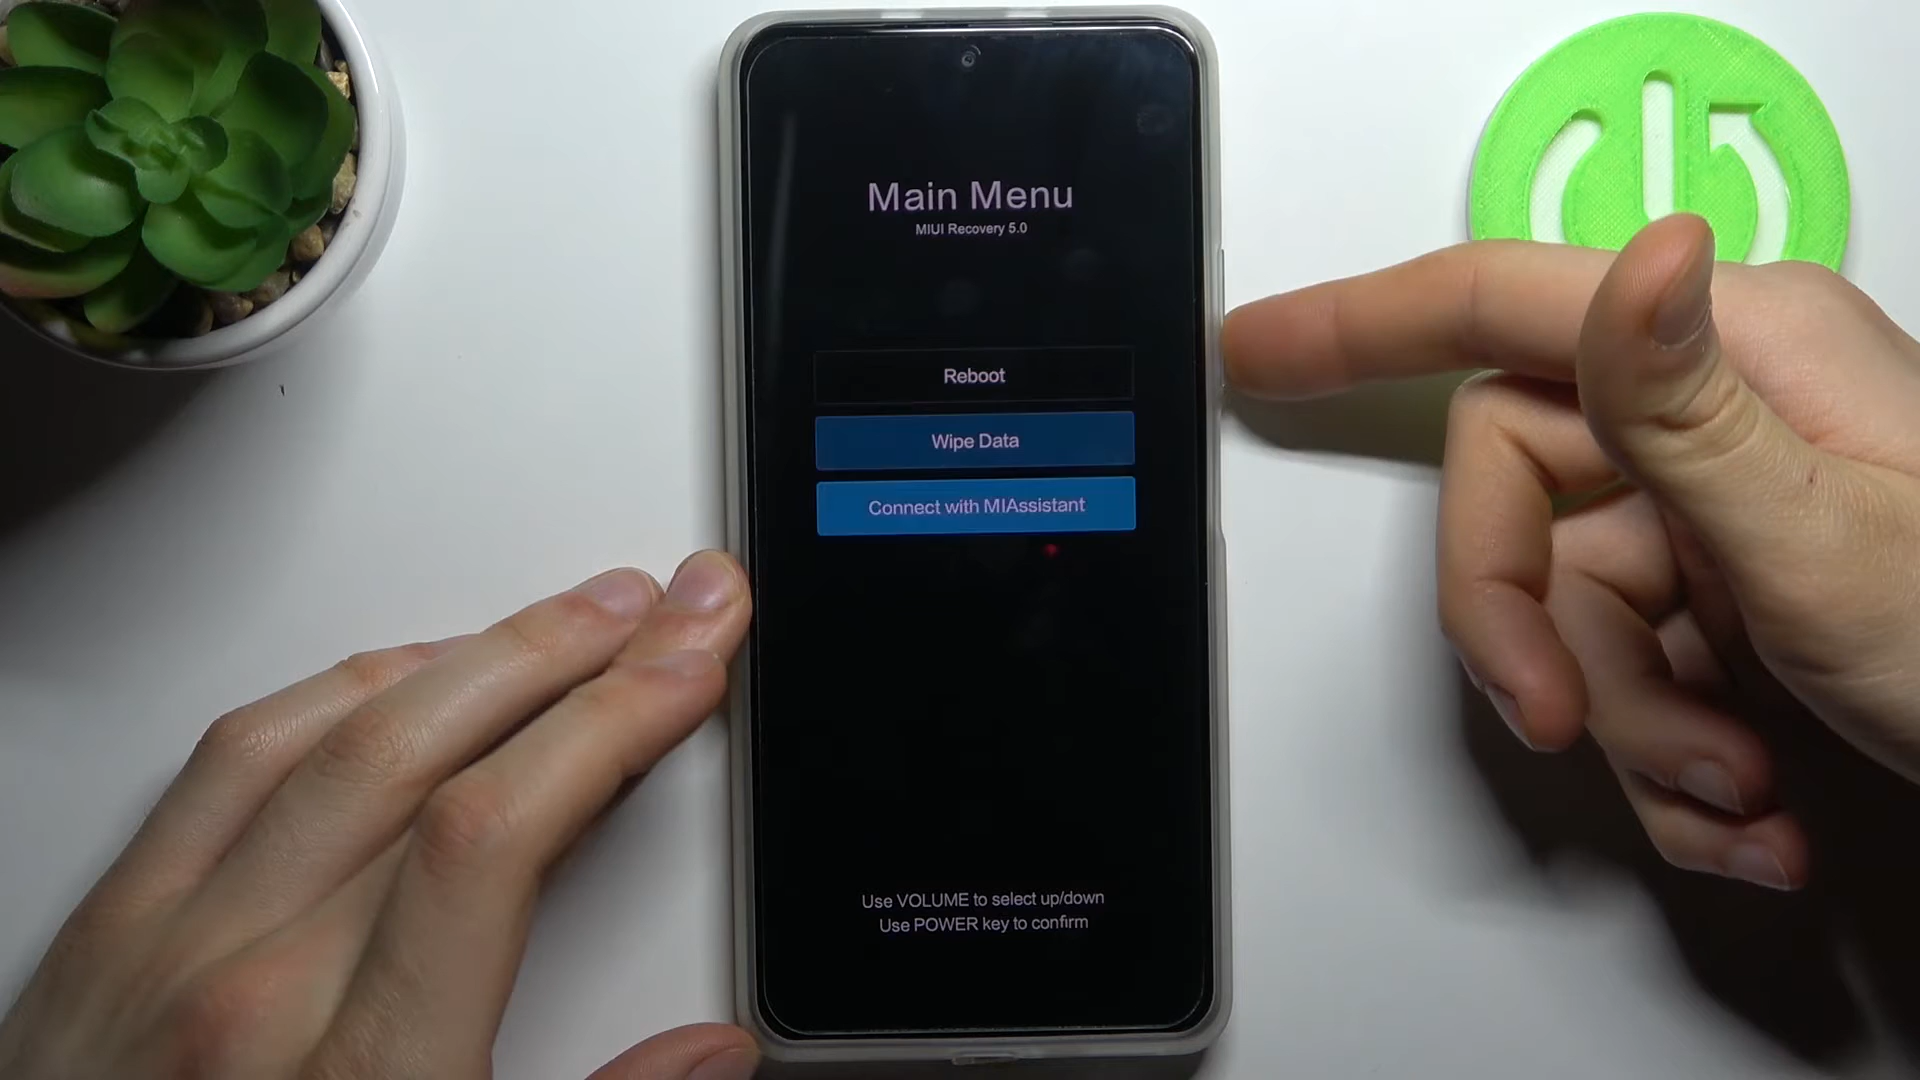 Main Menu
MIUI Recovery 5.0
Reboot
Wipe Data
Connect with MIAssistant
Use VOLUME to select up/down
Use POWER key to confirm